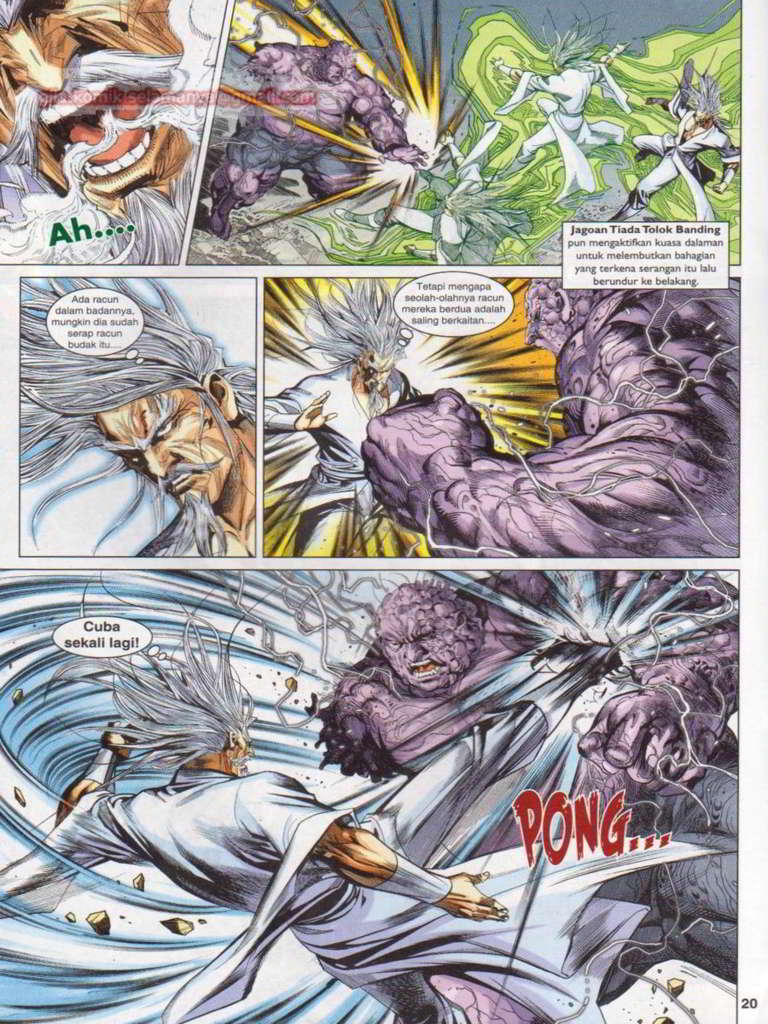 Ah....
Jagoan Tiada Tolok Banding
pun mengaktifkan kuasa dalaman
untuk melembutkan bahagian
yang terkena serangan itu lalu
berundur ke belakang.
Ada racun
dalam badannya,
mungkin dia sudah
serap racun
budak itu...
Tetapi mengapa
seolah-olahnya racun
mereka berdua adalah
saling berkaitan....
Cuba
sekali lagi!
PONG...
20